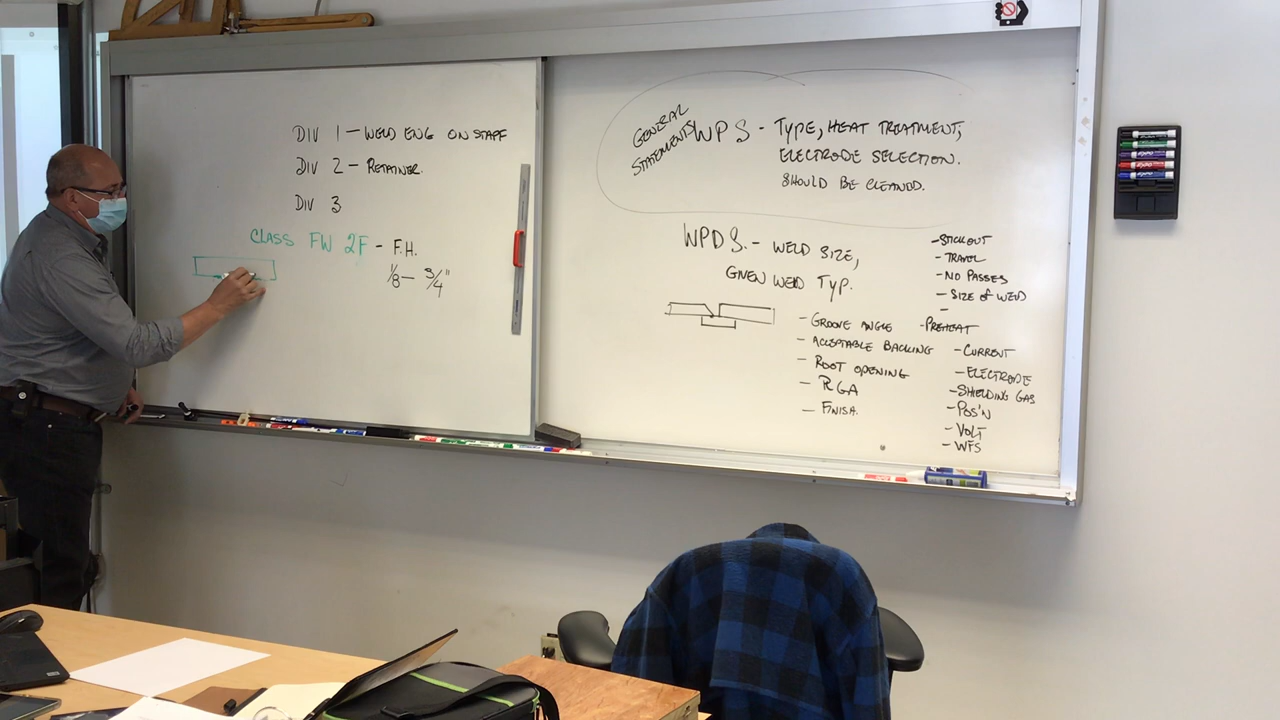 DIV 1 — WELD ENG ON STAFF
DIV 2 — RETAINER.
DIV 3
CLASS FW 2F - F.H.
1/8 — 3/4"
GENERAL
STATEMENTS
WPS - TYPE, HEAT TREATMENT,
ELECTRODE SELECTION.
SHOULD BE CLEANED.
WPDS. - WELD SIZE,
GIVEN WELD TYP.
- STICKOUT
- TRAVEL
- NO PASSES
- SIZE OF WELD
-
- GROOVE ANGLE
- ACCEPTABLE BACKING
- ROOT OPENING
- RGA
- FINISH.
- PREHEAT
- CURRENT
- ELECTRODE
- SHIELDING GAS
- POS'N
- VOLT
- WFS